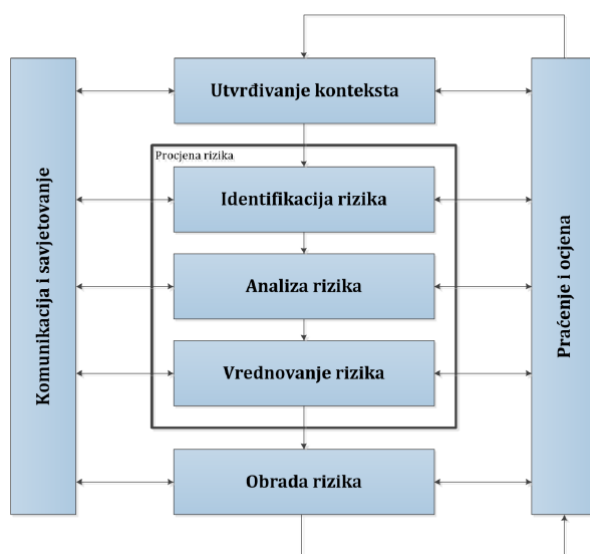 Utvrđivanje konteksta
Procjena rizika
Identifikacija rizika
Analiza rizika
Vrednovanje rizika
Obrada rizika
Komunikacija i savjetovanje
Praćenje i ocjena